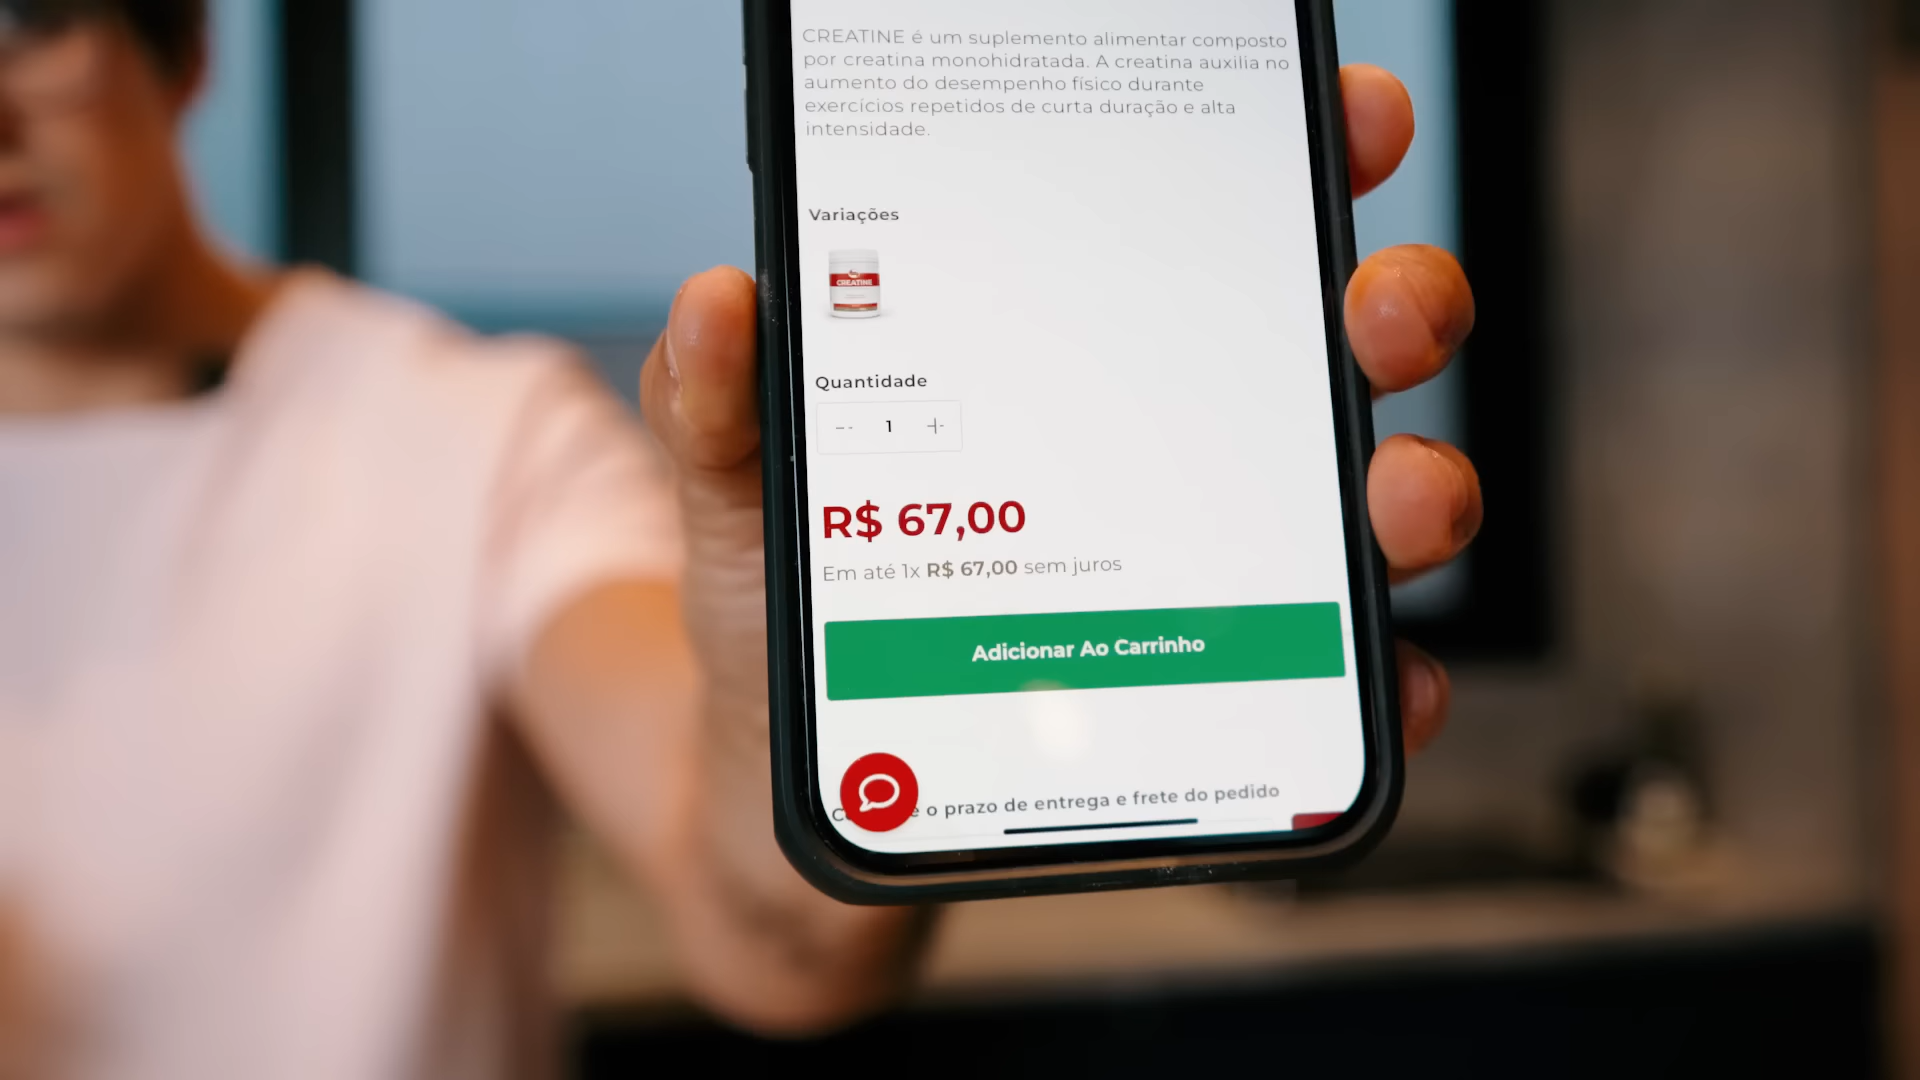 CREATINE é um suplemento alimentar composto
por creatina monohidratada. A creatina auxilia no
aumento do desempenho físico durante
exercícios repetidos de curta duração e alta
intensidade.
Variações
CREATINE
Quantidade
1
R$ 67,00
Em até 1x R$ 67,00 sem juros
Adicionar Ao Carrinho
o prazo de entrega e frete do pedido